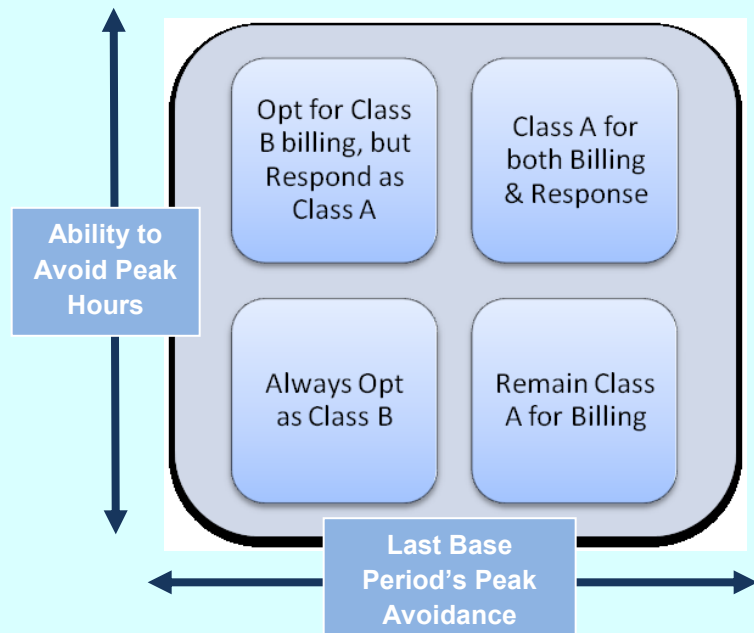 Opt for Class
B billing, but
Respond as
Class A
Class A for
both Billing
& Response
Ability to
Avoid Peak
Hours
Always Opt
as Class B
Remain Class
A for Billing
Last Base
Period's Peak
Avoidance